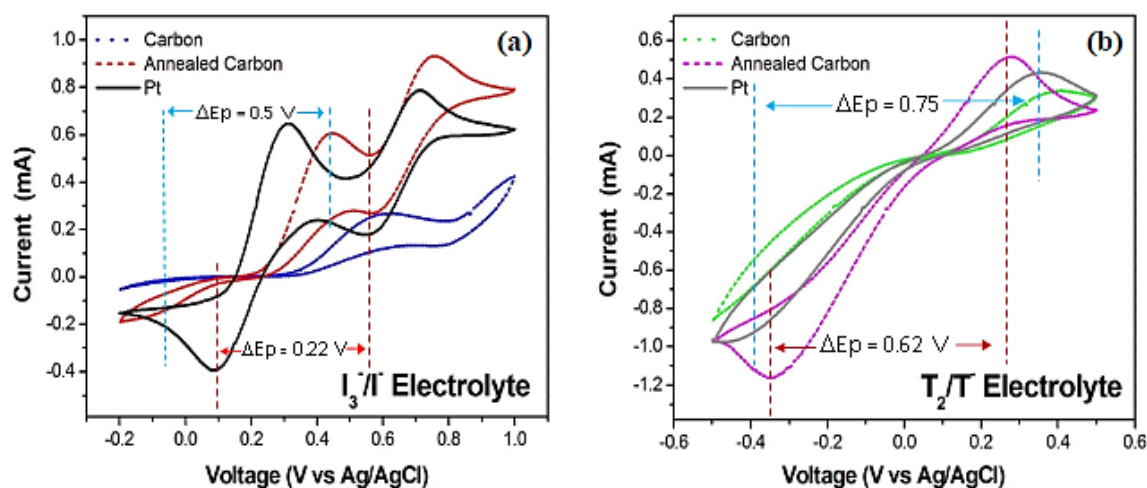 (a)
Carbon
Annealed Carbon
Pt
ΔEp = 0.5 V
ΔEp = 0.22 V
I₃⁻/I⁻ Electrolyte
Current (mA)
1.0
0.8
0.6
0.4
0.2
0.0
-0.2
-0.4
-0.2 0.0 0.2 0.4 0.6 0.8 1.0
Voltage (V vs Ag/AgCl)
(b)
Carbon
Annealed Carbon
Pt
ΔEp = 0.75
ΔEp = 0.62 V
T₂/T⁻ Electrolyte
Current (mA)
0.6
0.4
0.2
0.0
-0.2
-0.4
-0.6
-0.8
-1.0
-1.2
-0.6 -0.4 -0.2 0.0 0.2 0.4 0.6
Voltage (V vs Ag/AgCl)